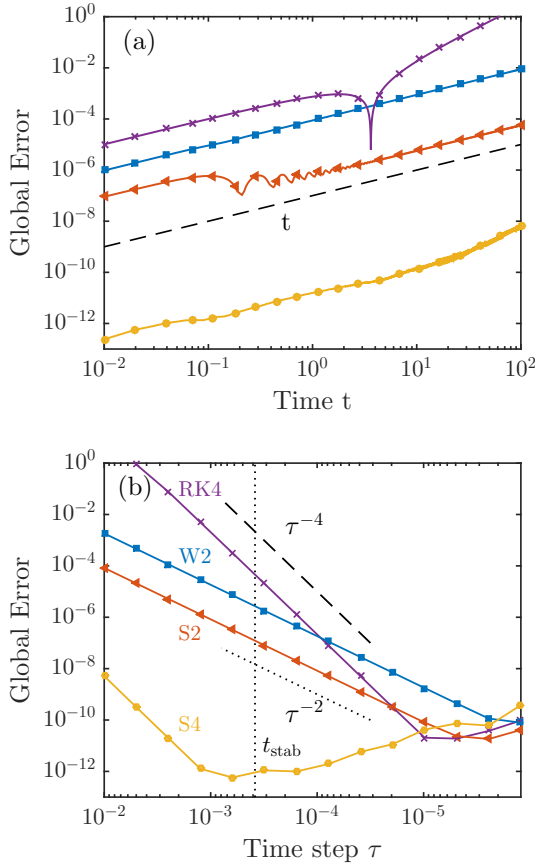 (a)
Global Error
10^0
10^-2
10^-4
10^-6
10^-8
10^-10
10^-12
t
10^-2
10^-1
10^0
10^1
10^2
Time t
(b)
Global Error
10^0
10^-2
10^-4
10^-6
10^-8
10^-10
10^-12
RK4
W2
S2
S4
τ^-4
τ^-2
t_stab
10^-2
10^-3
10^-4
10^-5
Time step τ